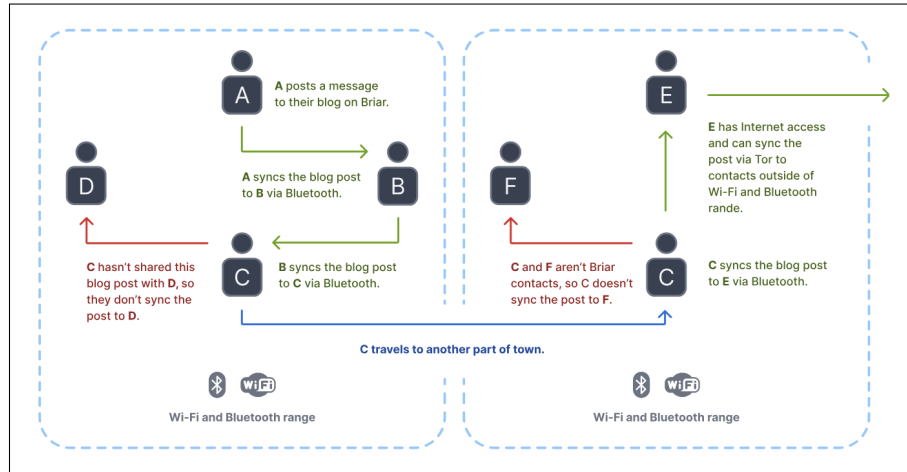 A
A posts a message
to their blog on Briar.
D
A syncs the blog post
to B via Bluetooth.
B
C hasn't shared this
blog post with D, so
they don't sync the
post to D.
C
B syncs the blog post
to C via Bluetooth.
E
E has Internet access
and can sync the
post via Tor to
contacts outside of
Wi-Fi and Bluetooth
rande.
F
C and F aren't Briar
contacts, so C doesn't
sync the post to F.
C
C syncs the blog post
to E via Bluetooth.
C travels to another part of town.
WiFi
Wi-Fi and Bluetooth range
WiFi
Wi-Fi and Bluetooth range